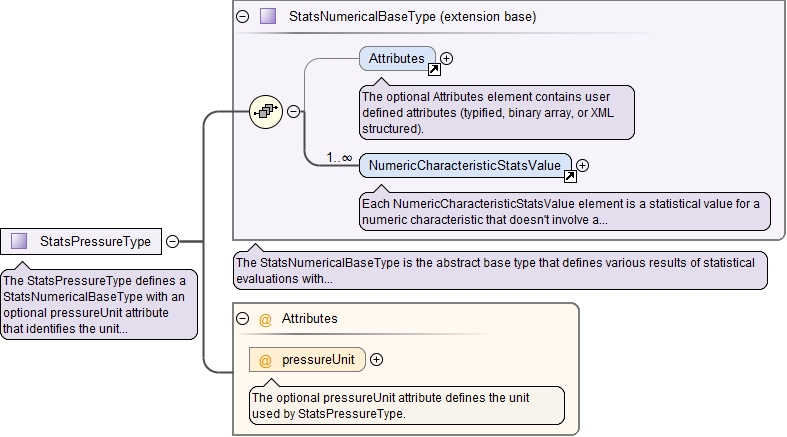 StatsNumericalBaseType (extension base)
Attributes
The optional Attributes element contains user
defined attributes (typified, binary array, or XML
structured).
1..∞
NumericCharacteristicStatsValue
Each NumericCharacteristicStatsValue element is a statistical value for a
numeric characteristic that doesn't involve a...
StatsPressureType
The StatsPressureType defines a
StatsNumericalBaseType with an
optional pressureUnit attribute
that identifies the unit...
The StatsNumericalBaseType is the abstract base type that defines various results of statistical
evaluations with...
@ Attributes
@ pressureUnit
The optional pressureUnit attribute defines the unit
used by StatsPressureType.